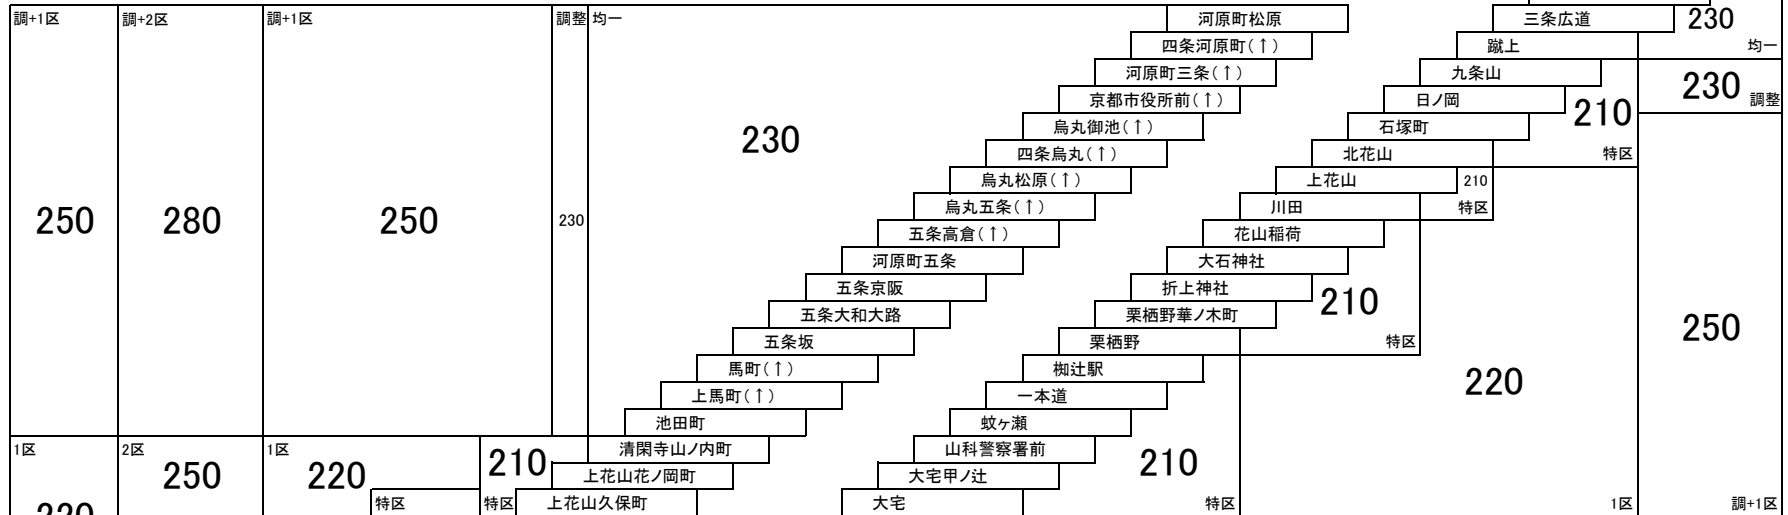 調+1区 調+2区 調+1区 調整 均一 河原町松原 三条広道 230
四条河原町(↑) 蹴上 均一
河原町三条(↑) 九条山
京都市役所前(↑) 日ノ岡 230 調整
烏丸御池(↑) 石塚町 210
230
四条烏丸(↑) 北花山 特区
烏丸松原(↑) 上花山 210
烏丸五条(↑) 川田 特区
250 280 250 230
五条高倉(↑) 花山稲荷
河原町五条 大石神社
五条京阪 折上神社
五条大和大路 栗栖野華ノ木町 210
五条坂 栗栖野 特区 250
馬町(↑) 椥辻駅
上馬町(↑) 一本道 220
池田町 蚊ヶ瀬
1区 2区 1区 清閑寺山ノ内町 山科警察署前
250 220 210 上花山花ノ岡町 大宅甲ノ辻 210
特区 特区 上花山久保町 大宅 特区 1区 調+1区